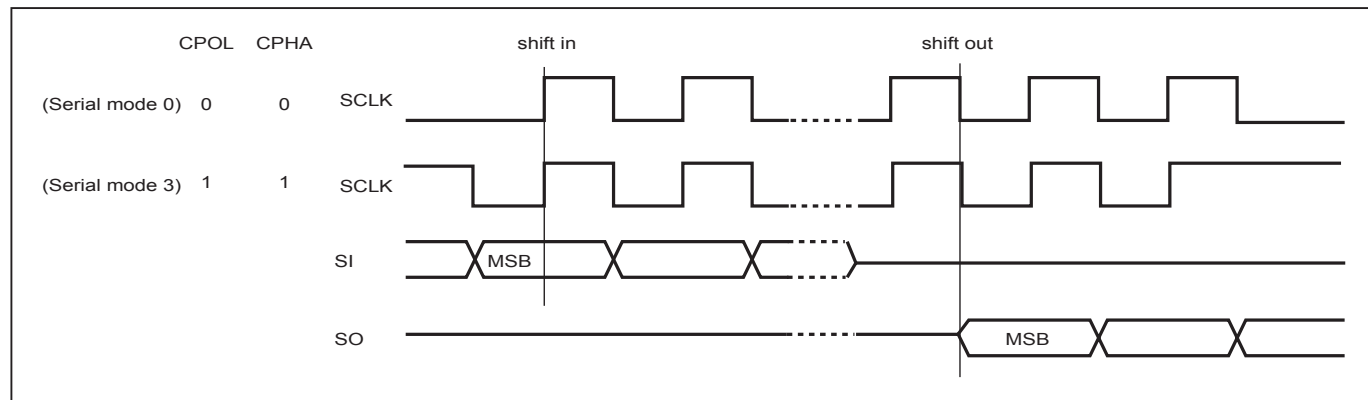 CPOL CPHA shift in shift out
(Serial mode 0) 0 0 SCLK
(Serial mode 3) 1 1 SCLK
SI MSB
SO MSB